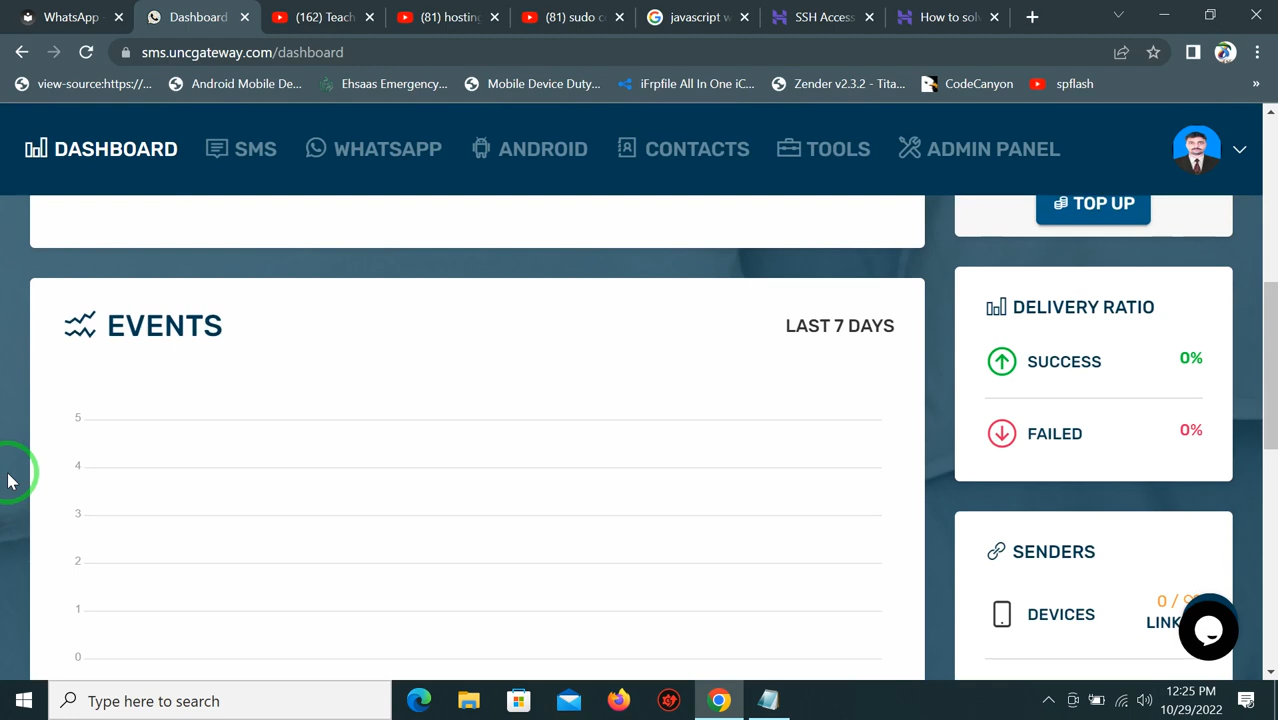 WhatsApp
Dashboard
(162) Teach
(81) hosting
(81) sudo c
javascript w
SSH Access
How to solv
sms.uncgateway.com/dashboard
view-source:https://...
Android Mobile De...
Ehsaas Emergency...
Mobile Device Duty...
iFrpfile All In One iC...
Zender v2.3.2 - Tita...
CodeCanyon
spflash
»
DASHBOARD
SMS
WHATSAPP
ANDROID
CONTACTS
TOOLS
ADMIN PANEL
TOP UP
EVENTS
LAST 7 DAYS
5
4
3
2
1
0
DELIVERY RATIO
SUCCESS
0%
FAILED
0%
SENDERS
DEVICES
0 /
LINK
Type here to search
12:25 PM
10/29/2022